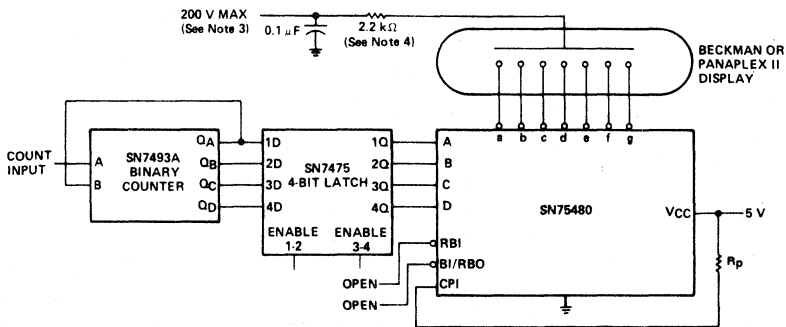 200 V MAX
(See Note 3)
0.1 μF
2.2 kΩ
(See Note 4)
BECKMAN OR
PANAPLEX II
DISPLAY
a b c d e f g
COUNT
INPUT
A
B
SN7493A
BINARY
COUNTER
QA
QB
QC
QD
1D
2D
3D
4D
SN7475
4-BIT LATCH
1Q
2Q
3Q
4Q
ENABLE
1-2
ENABLE
3-4
A
B
C
D
SN75480
VCC
5 V
RBI
BI/RBO
CPI
OPEN
OPEN
Rp